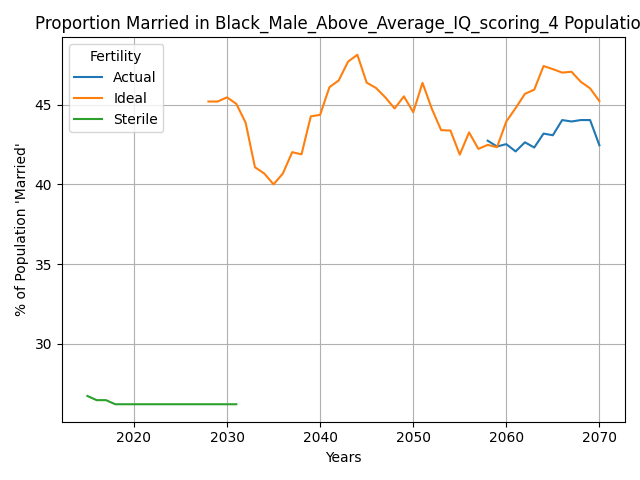 Proportion Married in Black_Male_Above_Average_IQ_scoring_4 Populatio
Fertility
Actual
Ideal
Sterile
% of Population 'Married'
45
40
35
30
2020 2030 2040 2050 2060 2070
Years